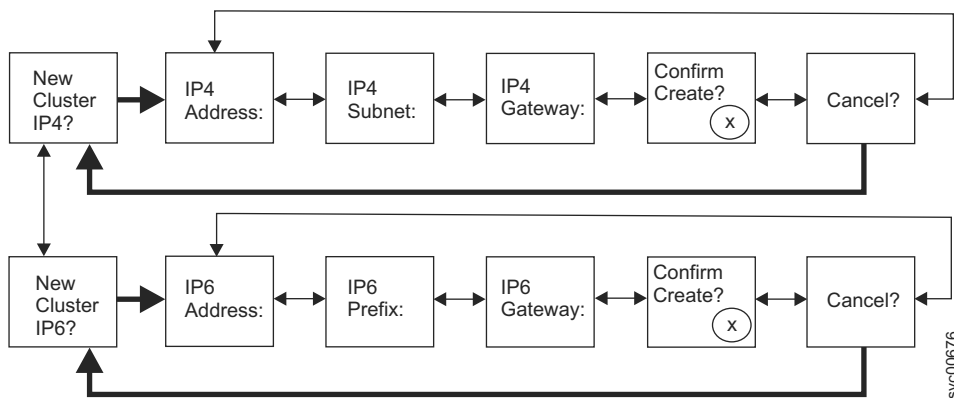 New
Cluster
IP4?
IP4
Address:
IP4
Subnet:
IP4
Gateway:
Confirm
Create?
x
Cancel?
New
Cluster
IP6?
IP6
Address:
IP6
Prefix:
IP6
Gateway:
Confirm
Create?
x
Cancel?
svc00676